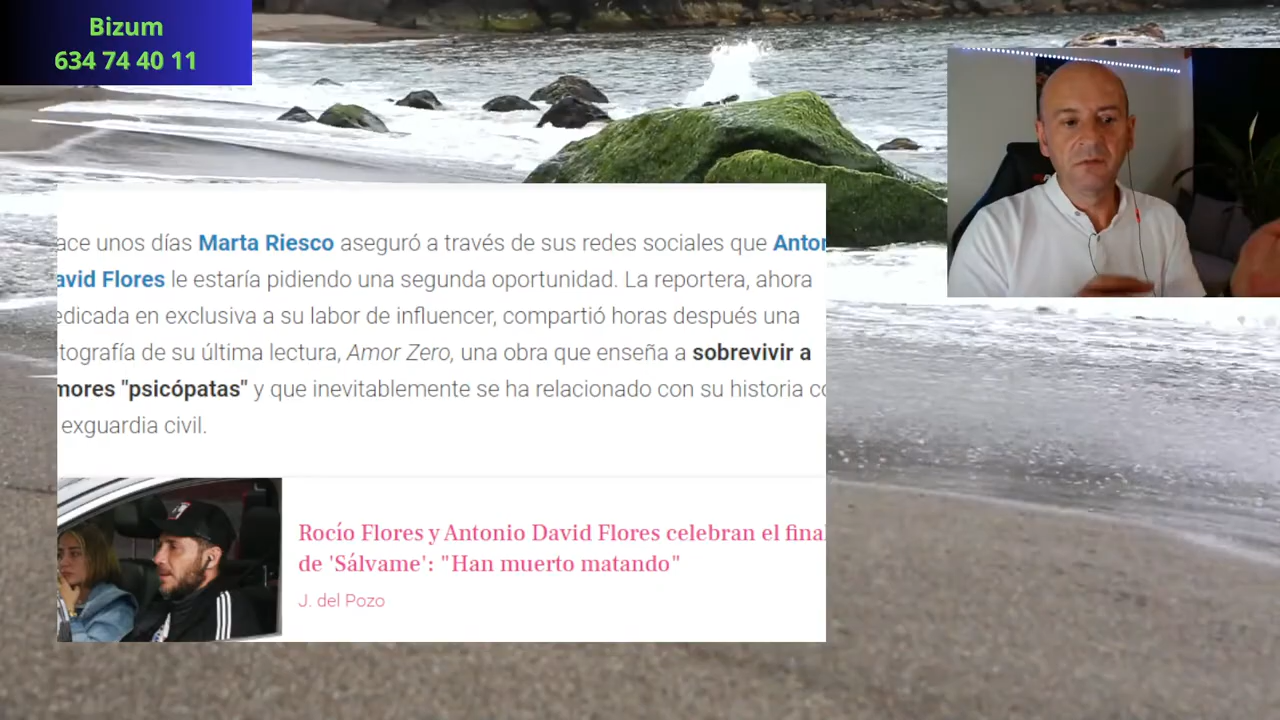 Bizum
634 74 40 11
ace unos días Marta Riesco aseguró a través de sus redes sociales que Anton
avid Flores le estaría pidiendo una segunda oportunidad. La reportera, ahora
edicada en exclusiva a su labor de influencer, compartió horas después una
tografía de su última lectura, Amor Zero, una obra que enseña a sobrevivir a
mores "psicópatas" y que inevitablemente se ha relacionado con su historia co
exguardia civil.
Rocío Flores y Antonio David Flores celebran el final
de 'Sálvame': "Han muerto matando"
J. del Pozo